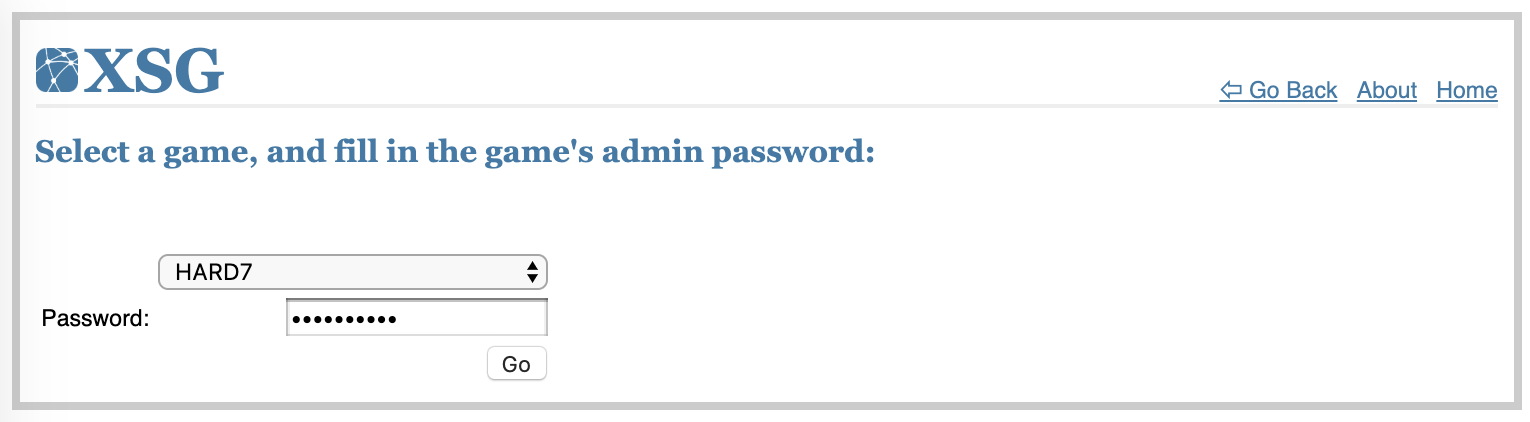 XSG
⇦ Go Back About Home
Select a game, and fill in the game's admin password:
HARD7
Password: ••••••••••
Go